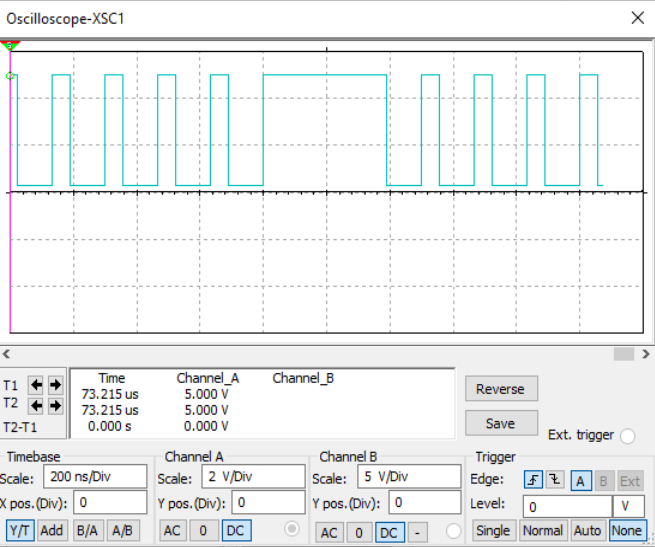 Oscilloscope-XSC1
Time Channel_A Channel_B
T1 73.215 us 5.000 V
T2 73.215 us 5.000 V
T2-T1 0.000 s 0.000 V
Reverse
Save
Ext. trigger
Timebase Channel A Channel B Trigger
Scale: 200 ns/Div Scale: 2 V/Div Scale: 5 V/Div Edge: A B Ext
X pos.(Div): 0 Y pos.(Div): 0 Y pos.(Div): 0 Level: 0 V
Y/T Add B/A A/B AC 0 DC AC 0 DC - Single Normal Auto None